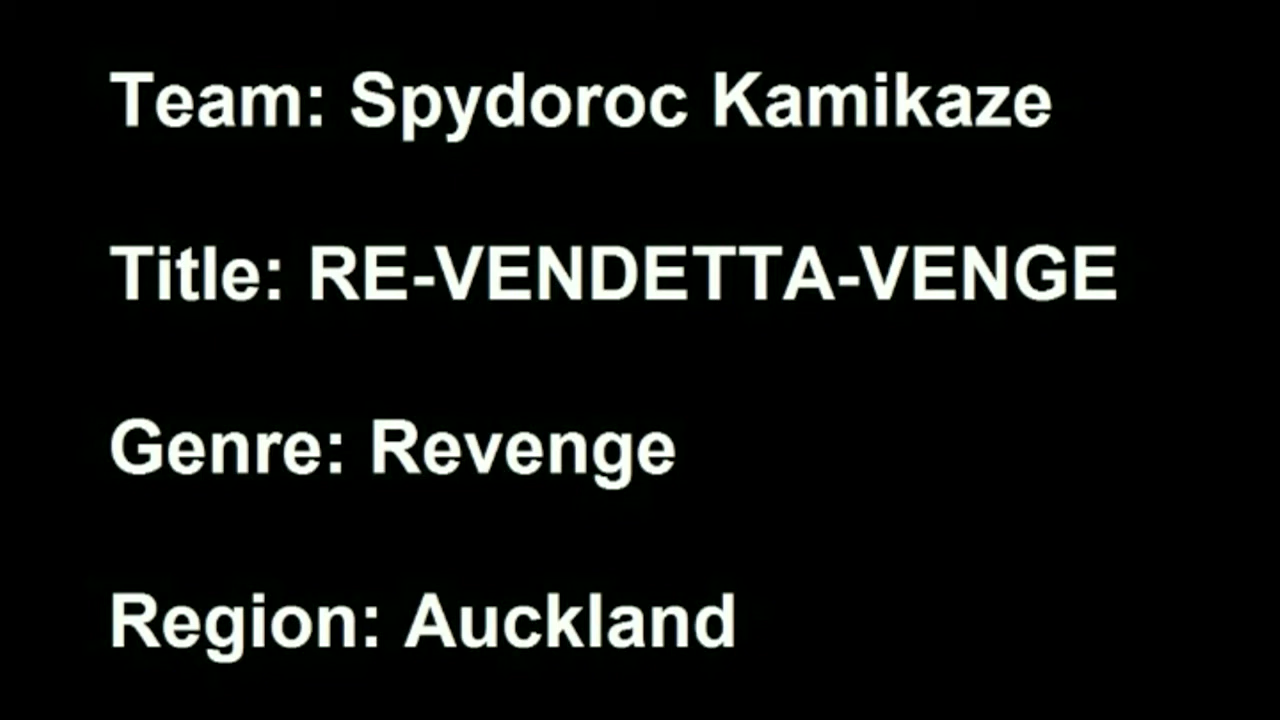 Team: Spydoroc Kamikaze
Title: RE-VENDETTA-VENGE
Genre: Revenge
Region: Auckland